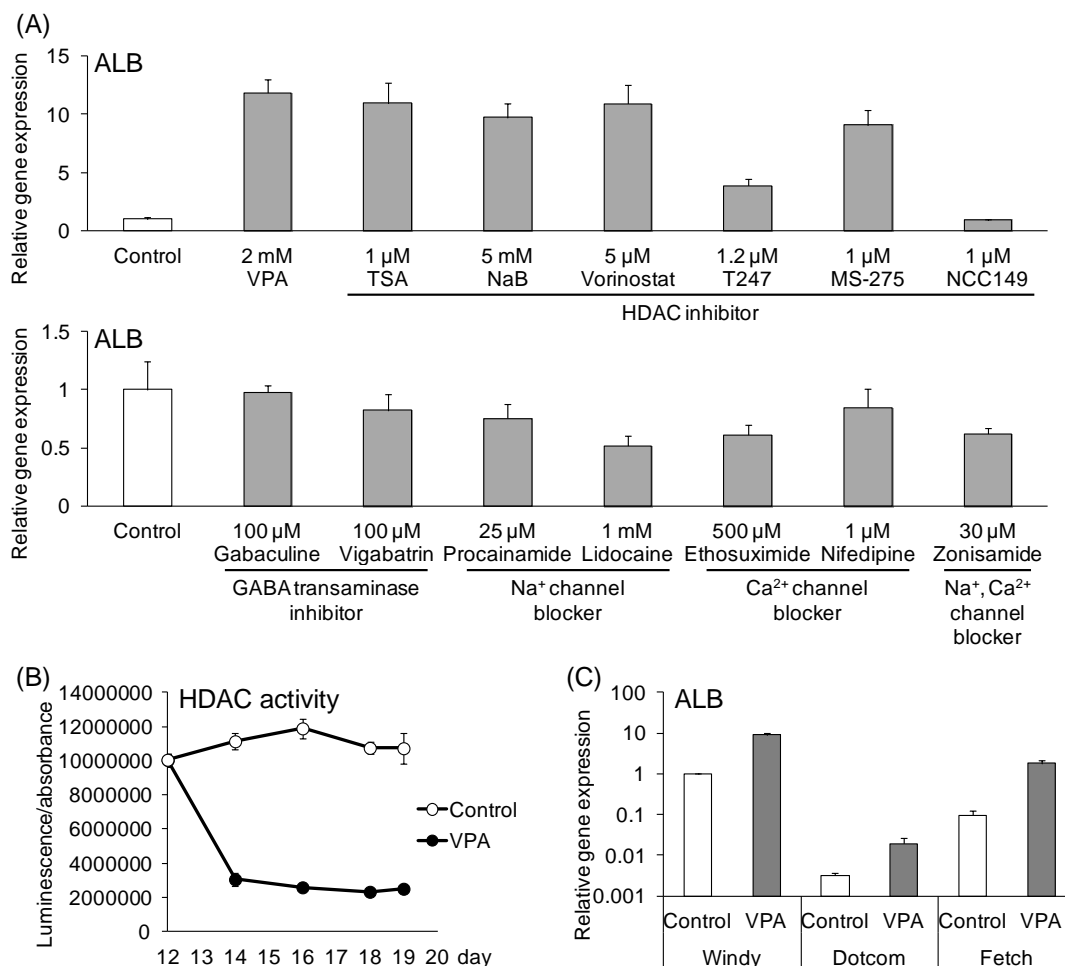 (A)
ALB
Relative gene expression
15
10
5
0
Control
2 mM
VPA
1 µM
TSA
5 mM
NaB
5 µM
Vorinostat
1.2 µM
T247
1 µM
MS-275
1 µM
NCC149
HDAC inhibitor
ALB
Relative gene expression
1.5
1
0.5
0
Control
100 µM
Gabaculine
100 µM
Vigabatrin
25 µM
Procainamide
1 mM
Lidocaine
500 µM
Ethosuximide
1 µM
Nifedipine
30 µM
Zonisamide
GABA transaminase
inhibitor
Na⁺ channel
blocker
Ca²⁺ channel
blocker
Na⁺, Ca²⁺
channel
blocker
(B)
HDAC activity
Luminescence/absorbance
14000000
12000000
10000000
8000000
6000000
4000000
2000000
0
12 13 14 15 16 17 18 19 20 day
Control
VPA
(C)
ALB
Relative gene expression
100
10
1
0.1
0.01
0.001
Control VPA Control VPA Control VPA
Windy Dotcom Fetch